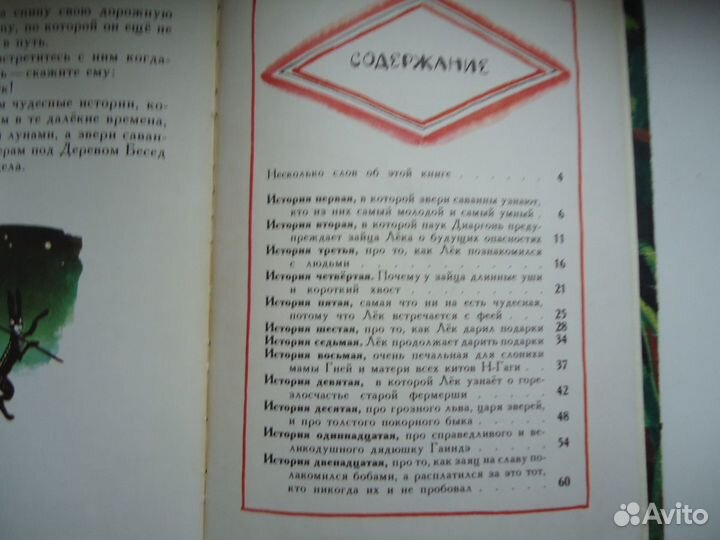 а спину свою дорожную
у, по которой он ещё не
в путь.
встретитесь с ним когда-
ь — скажите ему:
к!
м чудесные истории, ко-
м в те далёкие времена,
лунами, а звери саван-
ерам под Деревом Бесед
дела.
СОДЕРЖАНИЕ
Несколько слов об этой книге . . . . . . 4
История первая, в которой звери саванны узнают,
кто из них самый молодой и самый умный . 6
История вторая, в которой паук Диаргонь преду-
преждает зайца Лёка о будущих опасностях 11
История третья, про то, как Лёк познакомился
с людьми . . . . . . . . . 16
История четвёртая. Почему у зайца длинные уши
и короткий хвост . . . . . . . 21
История пятая, самая что ни на есть чудесная,
потому что Лёк встречается с феей . . . 25
История шестая, про то, как Лёк дарил подарки 28
История седьмая. Лёк продолжает дарить подарки 34
История восьмая, очень печальная для слонихи
мамы Гней и матери всех китов Н-Гаги . . 37
История девятая, в которой Лёк узнаёт о горе-
злосчастье старой фермерши . . . . 42
История десятая, про грозного льва, царя зверей,
и про толстого покорного быка . . . . 48
История одиннадцатая, про справедливого и ве-
ликодушного дядюшку Гаиндэ . . . . 54
История двенадцатая, про то, как заяц на славу по-
лакомился бобами, а расплатился за это тот,
кто никогда их и не пробовал . . . . . 60
Avito